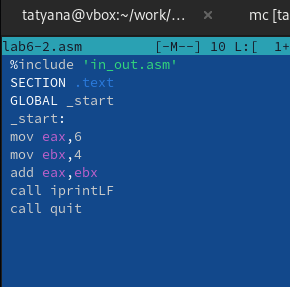 tatyana@vbox:~/work/... × mc [ta
lab6-2.asm [-M--] 10 L:[ 1+
%include 'in_out.asm'
SECTION .text
GLOBAL _start
_start:
mov eax,6
mov ebx,4
add eax,ebx
call iprintLF
call quit